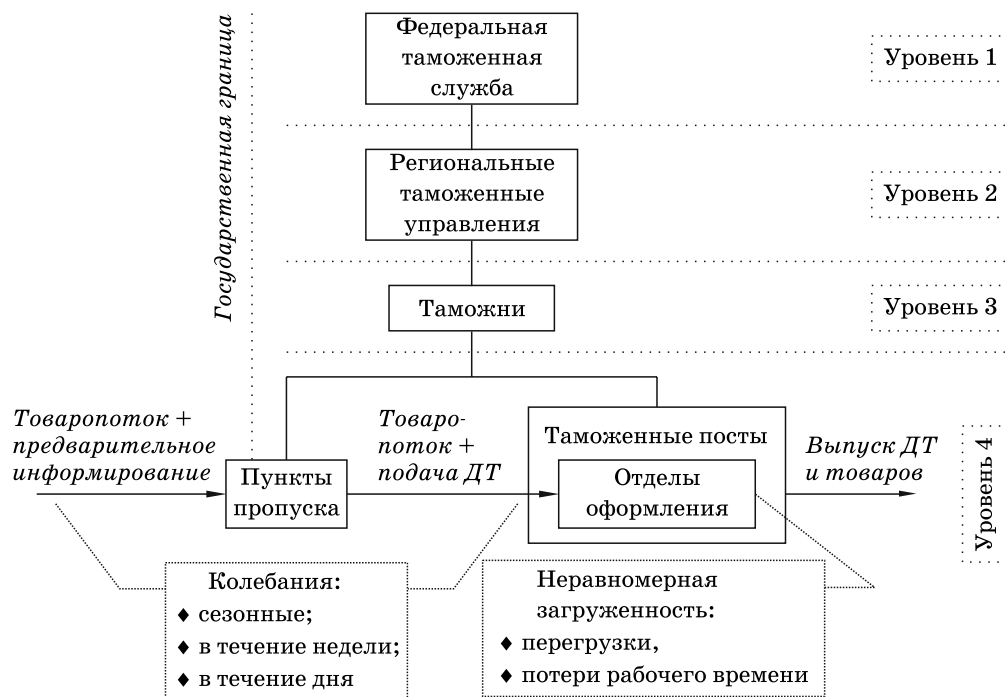 Государственная граница
Федеральная
таможенная
служба
Уровень 1
Региональные
таможенные
управления
Уровень 2
Таможни
Уровень 3
Товаропоток +
предварительное
информирование
Пункты
пропуска
Товаро-
поток +
подача ДТ
Таможенные посты
Отделы
оформления
Выпуск ДТ
и товаров
Уровень 4
Колебания:
♦ сезонные;
♦ в течение недели;
♦ в течение дня
Неравномерная
загруженность:
♦ перегрузки,
♦ потери рабочего времени